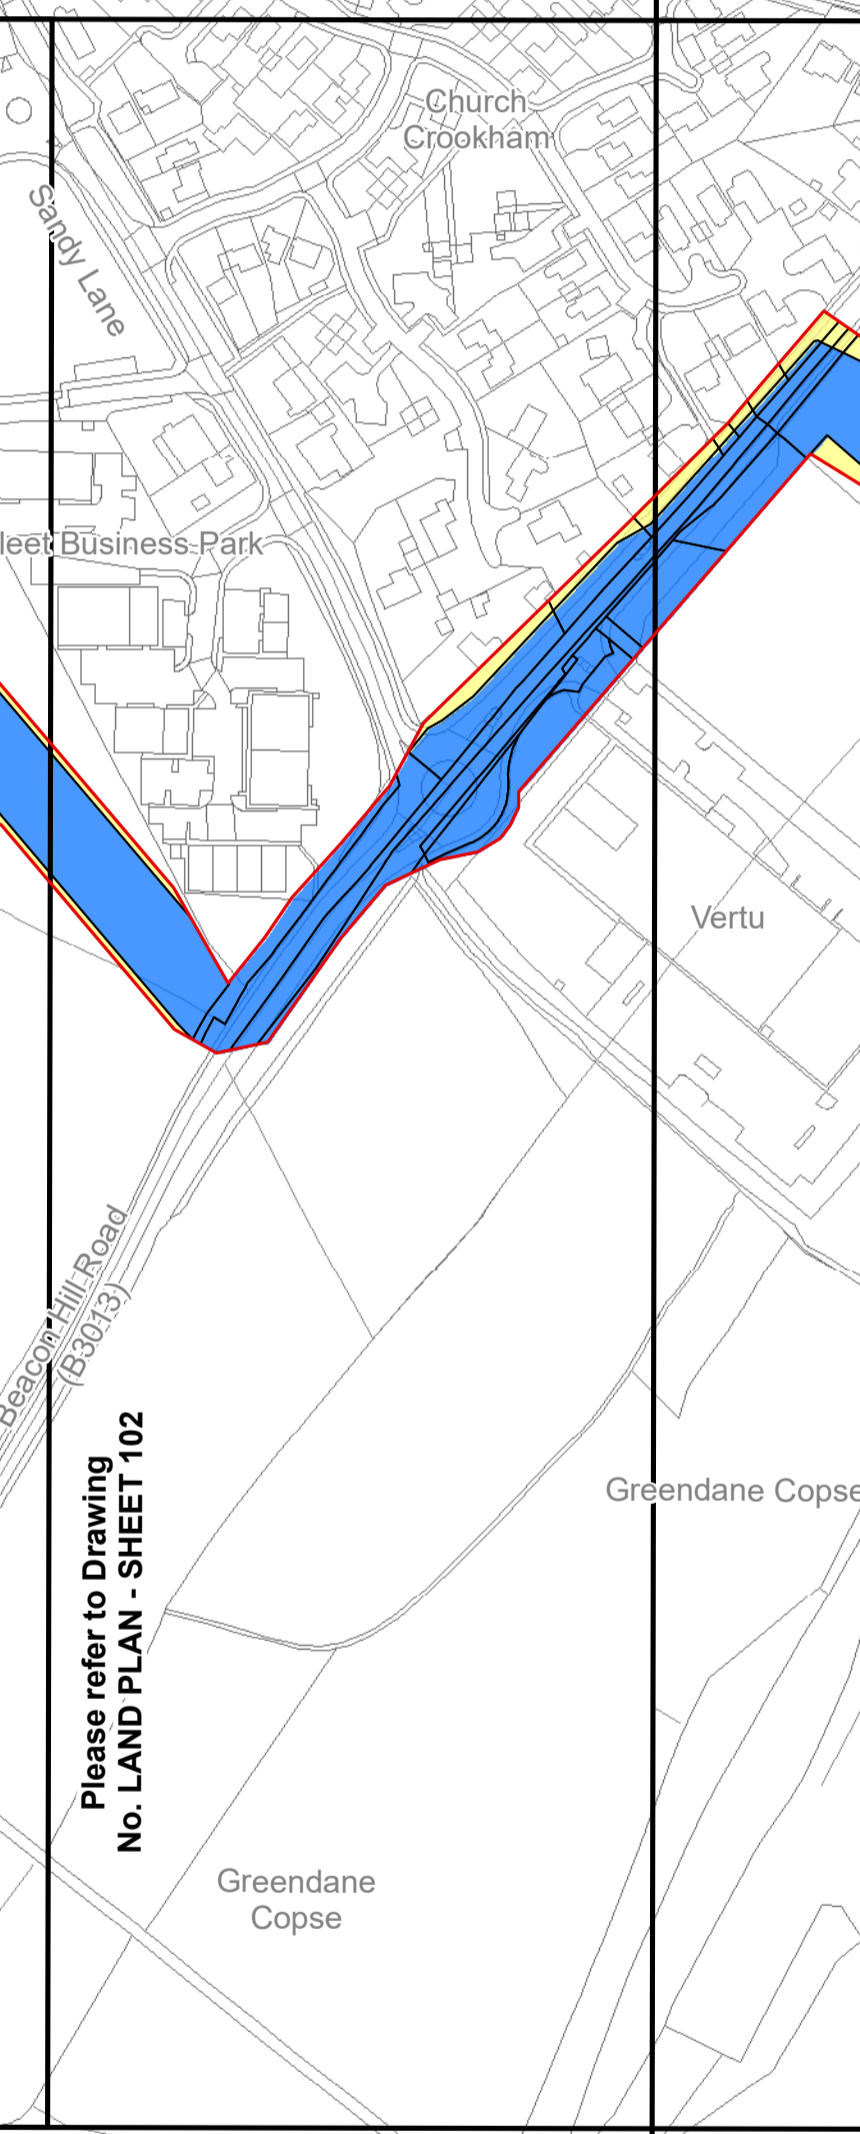 Church
Crookham
Sandy Lane
leet Business Park
Vertu
Beacon Hill Road
(B3013)
Please refer to Drawing
No. LAND PLAN - SHEET 102
Greendane Copse
Greendane
Copse